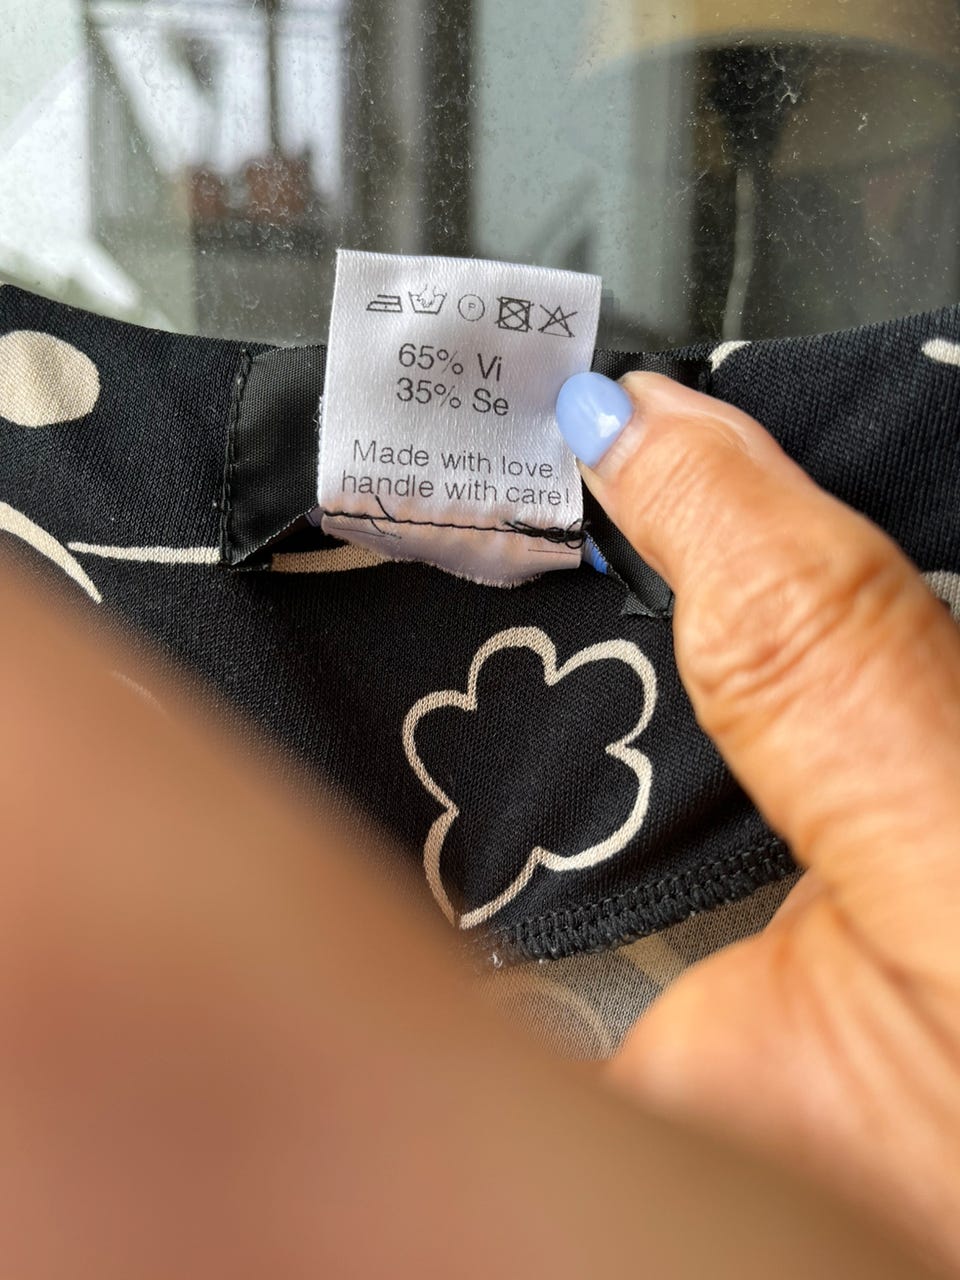 P
65% Vi
35% Se
Made with love,
handle with care!